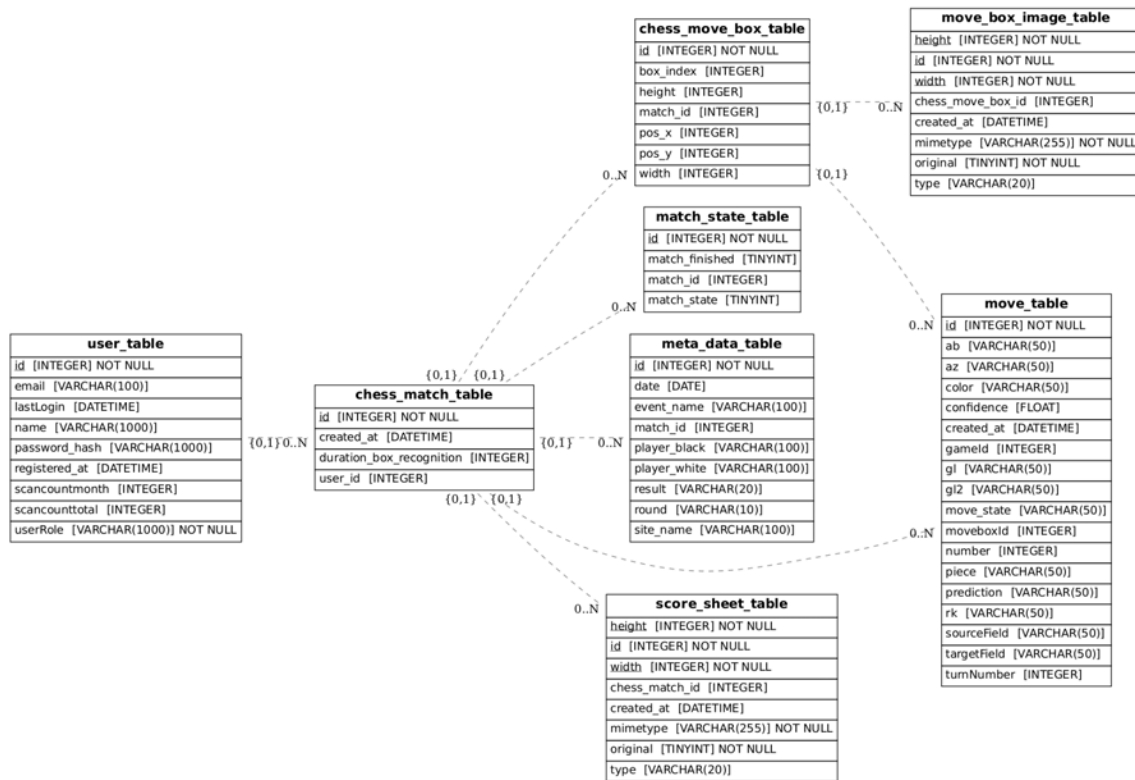 chess_move_box_table
id [INTEGER] NOT NULL
box_index [INTEGER]
height [INTEGER]
match_id [INTEGER]
pos_x [INTEGER]
pos_y [INTEGER]
width [INTEGER]
move_box_image_table
height [INTEGER] NOT NULL
id [INTEGER] NOT NULL
width [INTEGER] NOT NULL
chess_move_box_id [INTEGER]
created_at [DATETIME]
mimetype [VARCHAR(255)] NOT NULL
original [TINYINT] NOT NULL
type [VARCHAR(20)]
{0,1}
0..N
0..N
{0,1}
match_state_table
id [INTEGER] NOT NULL
match_finished [TINYINT]
match_id [INTEGER]
match_state [TINYINT]
0..N
user_table
id [INTEGER] NOT NULL
email [VARCHAR(100)]
lastLogin [DATETIME]
name [VARCHAR(1000)]
password_hash [VARCHAR(1000)]
registered_at [DATETIME]
scancountmonth [INTEGER]
scancounttotal [INTEGER]
userRole [VARCHAR(1000)] NOT NULL
{0,1}
0..N
{0,1}
{0,1}
chess_match_table
id [INTEGER] NOT NULL
created_at [DATETIME]
duration_box_recognition [INTEGER]
user_id [INTEGER]
{0,1}
{0,1}
{0,1}
0..N
meta_data_table
id [INTEGER] NOT NULL
date [DATE]
event_name [VARCHAR(100)]
match_id [INTEGER]
player_black [VARCHAR(100)]
player_white [VARCHAR(100)]
result [VARCHAR(20)]
round [VARCHAR(10)]
site_name [VARCHAR(100)]
0..N
0..N
move_table
id [INTEGER] NOT NULL
ab [VARCHAR(50)]
az [VARCHAR(50)]
color [VARCHAR(50)]
confidence [FLOAT]
created_at [DATETIME]
gameId [INTEGER]
gl [VARCHAR(50)]
gl2 [VARCHAR(50)]
move_state [VARCHAR(50)]
moveboxId [INTEGER]
number [INTEGER]
piece [VARCHAR(50)]
prediction [VARCHAR(50)]
rk [VARCHAR(50)]
sourceField [VARCHAR(50)]
targetField [VARCHAR(50)]
turnNumber [INTEGER]
0..N
score_sheet_table
height [INTEGER] NOT NULL
id [INTEGER] NOT NULL
width [INTEGER] NOT NULL
chess_match_id [INTEGER]
created_at [DATETIME]
mimetype [VARCHAR(255)] NOT NULL
original [TINYINT] NOT NULL
type [VARCHAR(20)]